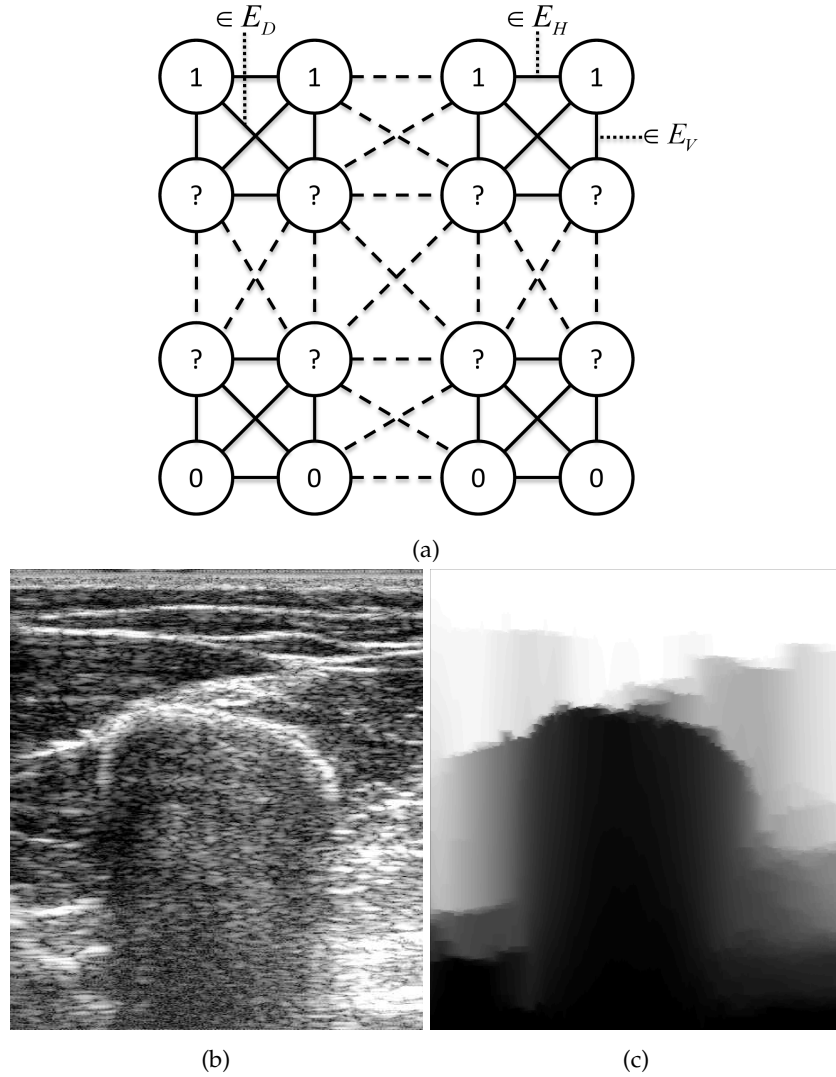 ∈ E_D ∈ E_H
1 1 1 1
∈ E_V
? ? ? ?
? ? ? ?
0 0 0 0
(a)
(b) (c)